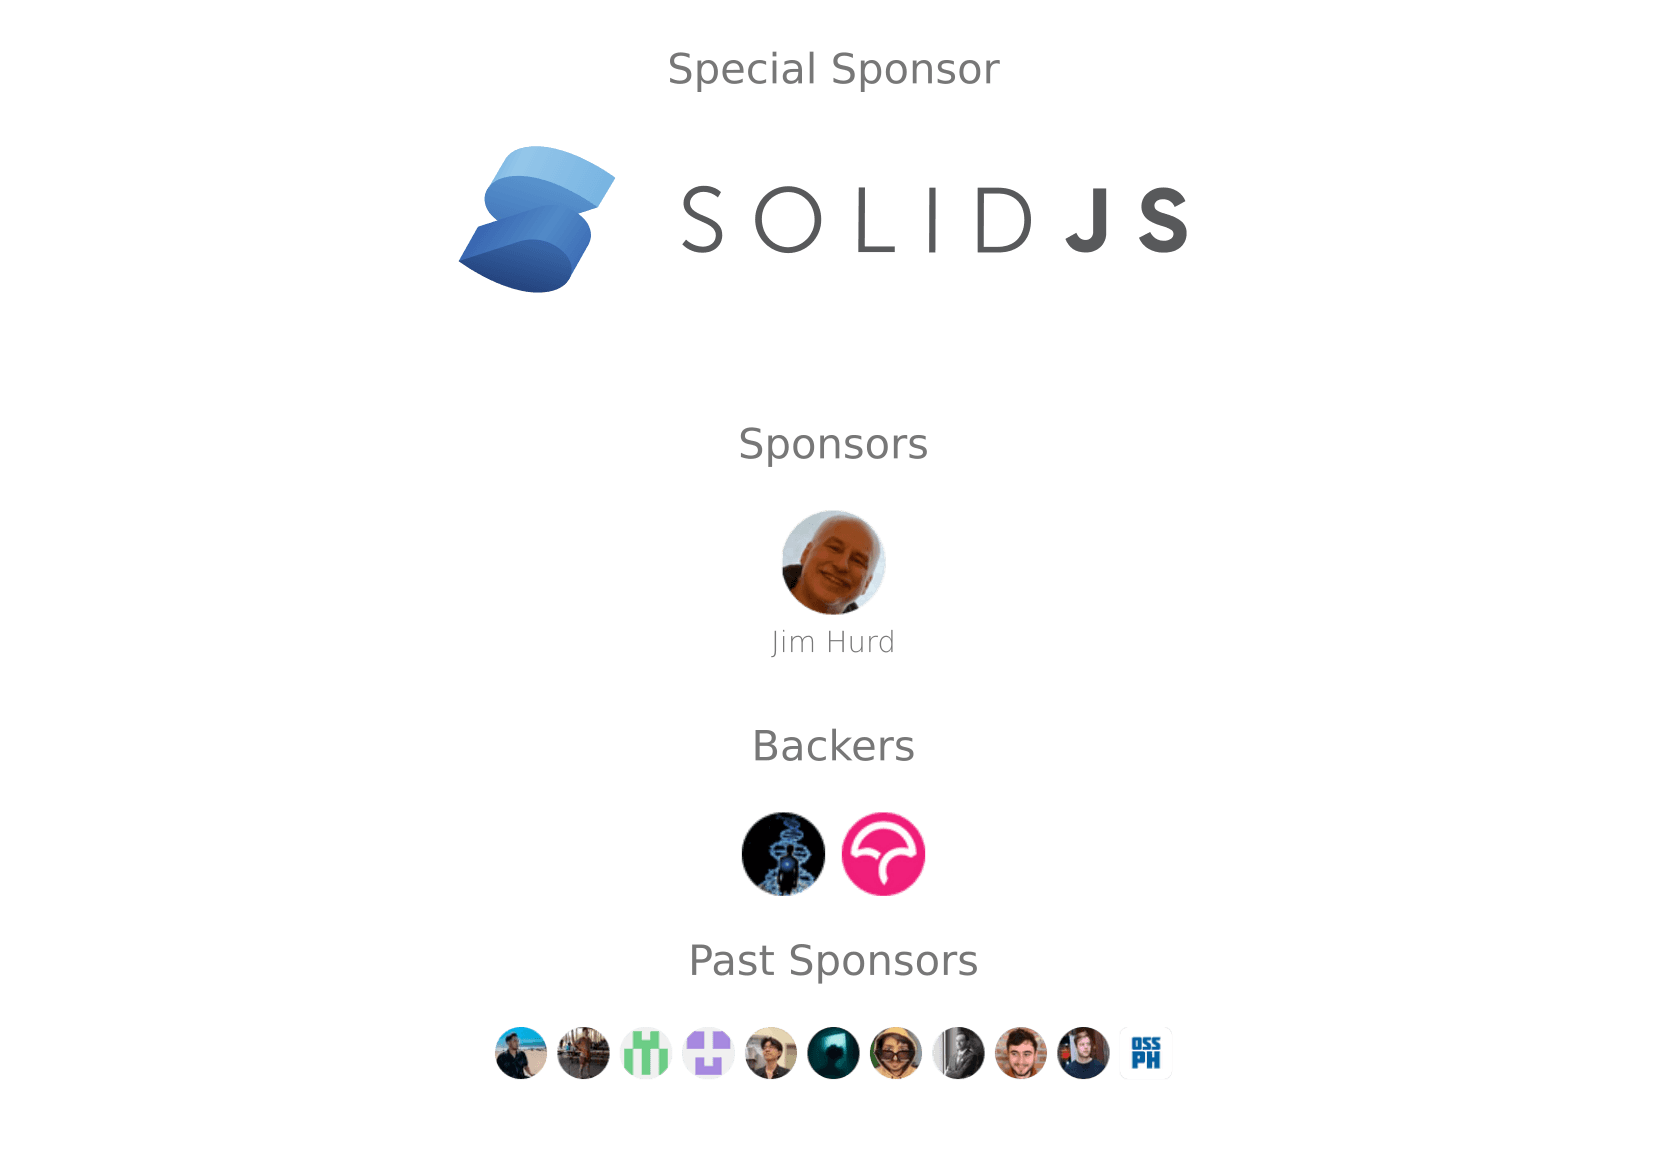 Special Sponsor
SOLIDJS
Sponsors
Jim Hurd
Backers
Past Sponsors
OSS
PH